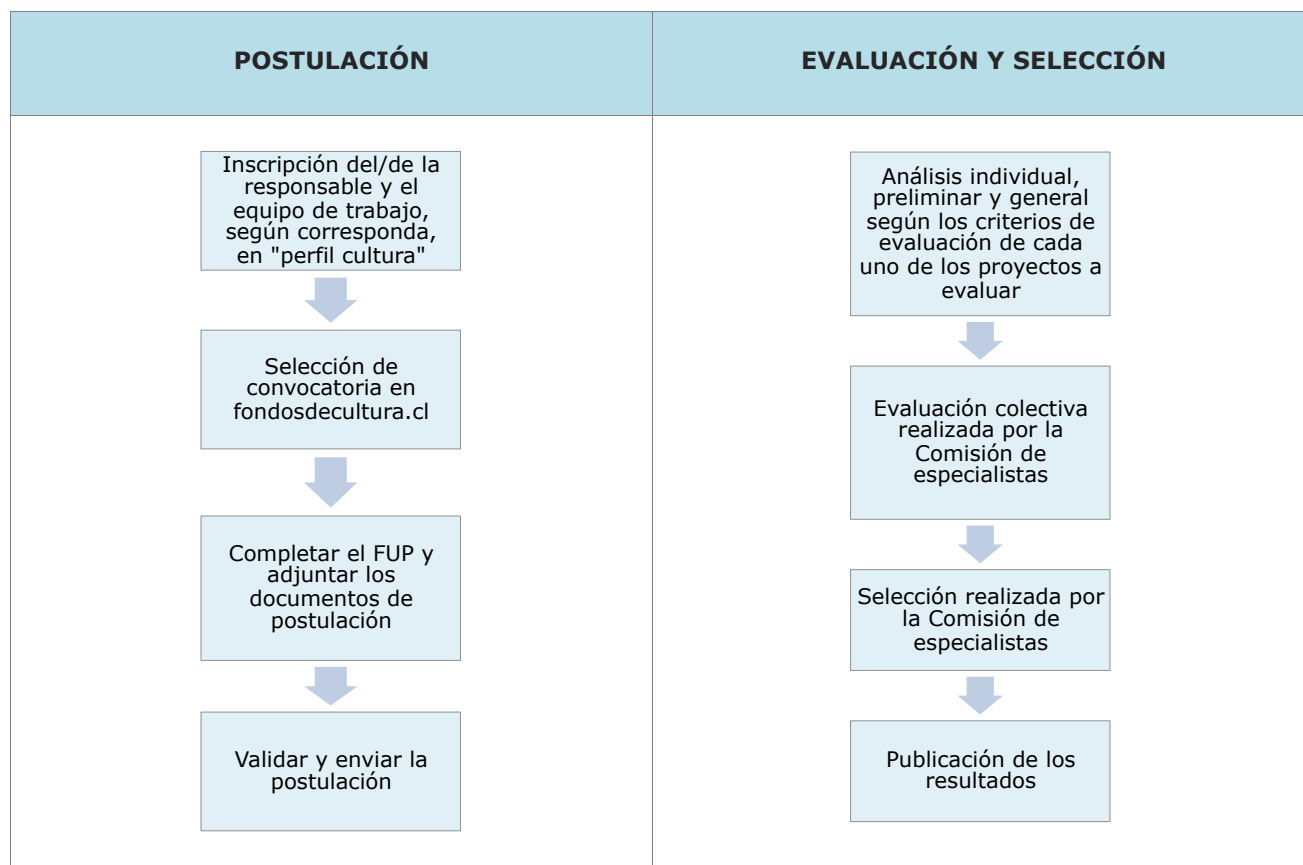 POSTULACIÓN
Inscripción del/de la
responsable y el
equipo de trabajo,
según corresponda,
en "perfil cultura"
Selección de
convocatoria en
fondosdecultura.cl
Completar el FUP y
adjuntar los
documentos de
postulación
Validar y enviar la
postulación
EVALUACIÓN Y SELECCIÓN
Análisis individual,
preliminar y general
según los criterios de
evaluación de cada
uno de los proyectos a
evaluar
Evaluación colectiva
realizada por la
Comisión de
especialistas
Selección realizada por
la Comisión de
especialistas
Publicación de los
resultados